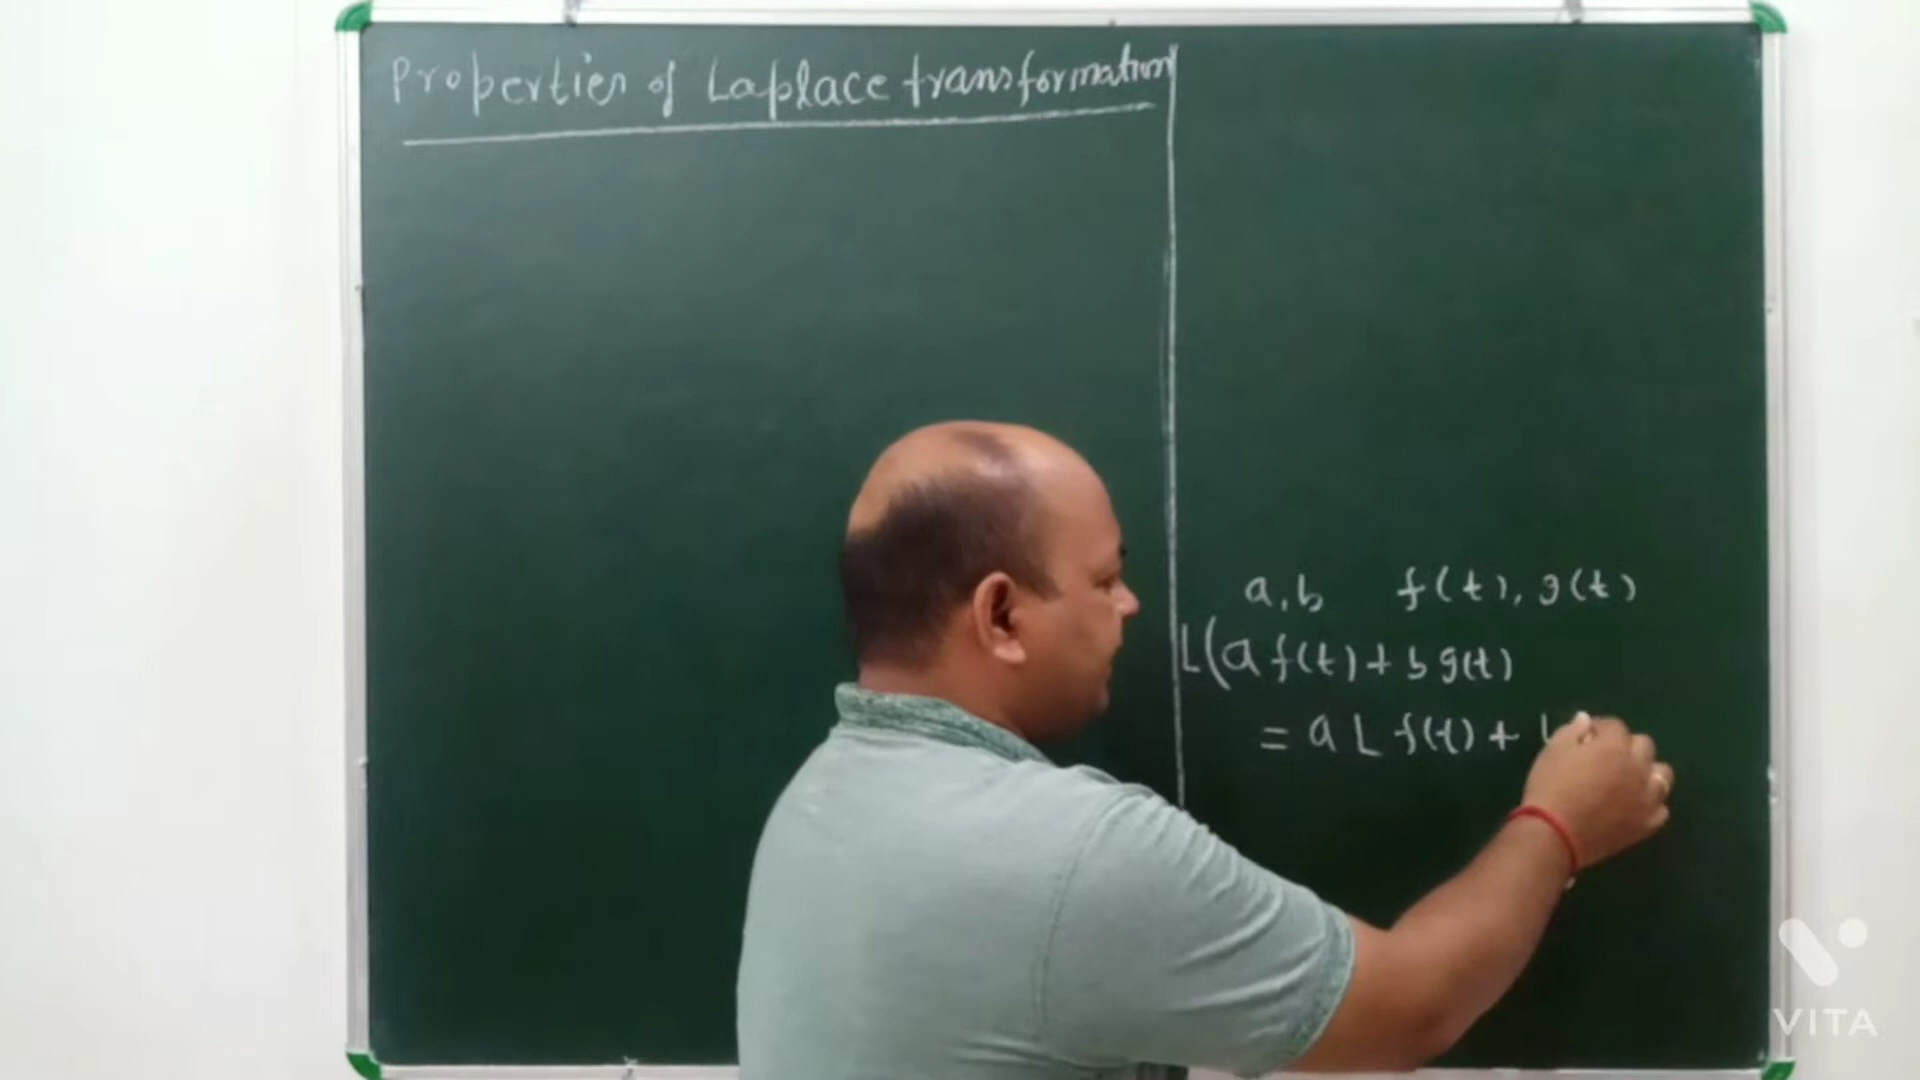 Properties of Laplace transformation
a, b f(t), g(t)
L(a f(t) + b g(t)
= a L f(t) +
VITA